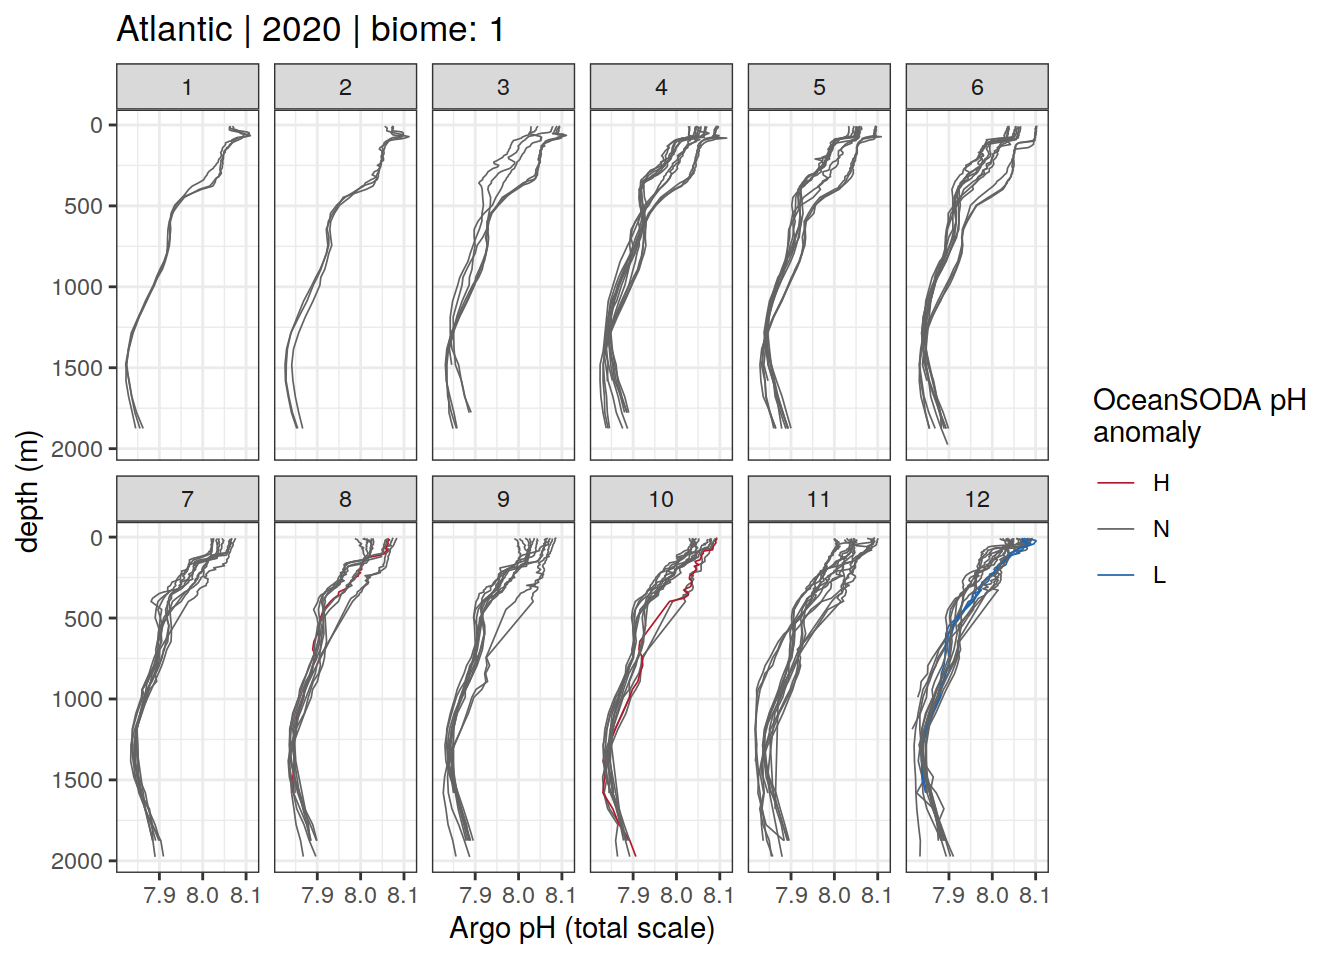 Atlantic | 2020 | biome: 1
1 2 3 4 5 6
0
500
1000
1500
2000
7 8 9 10 11 12
0
500
1000
1500
2000
7.9 8.0 8.1 7.9 8.0 8.1 7.9 8.0 8.1 7.9 8.0 8.1 7.9 8.0 8.1 7.9 8.0 8.1
Argo pH (total scale)
depth (m)
OceanSODA pH
anomaly
H
N
L